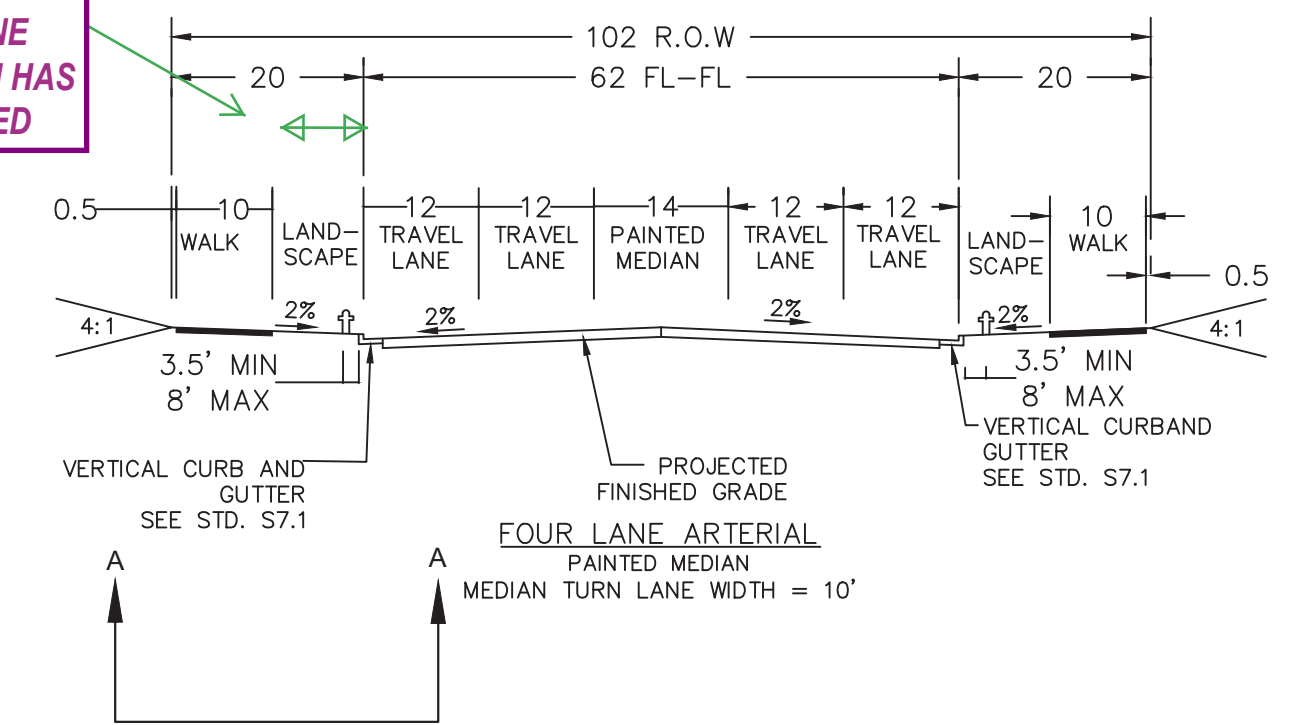 NE
HAS
ED
102 R.O.W
20
62 FL-FL
20
0.5
10
WALK
LAND-
SCAPE
12
TRAVEL
LANE
12
TRAVEL
LANE
14
PAINTED
MEDIAN
12
TRAVEL
LANE
12
TRAVEL
LANE
LAND-
SCAPE
10
WALK
0.5
4:1
2%
2%
2%
2%
4:1
3.5' MIN
8' MAX
3.5' MIN
8' MAX
VERTICAL CURB AND
GUTTER
SEE STD. S7.1
PROJECTED
FINISHED GRADE
VERTICAL CURBAND
GUTTER
SEE STD. S7.1
FOUR LANE ARTERIAL
PAINTED MEDIAN
MEDIAN TURN LANE WIDTH = 10'
A
A